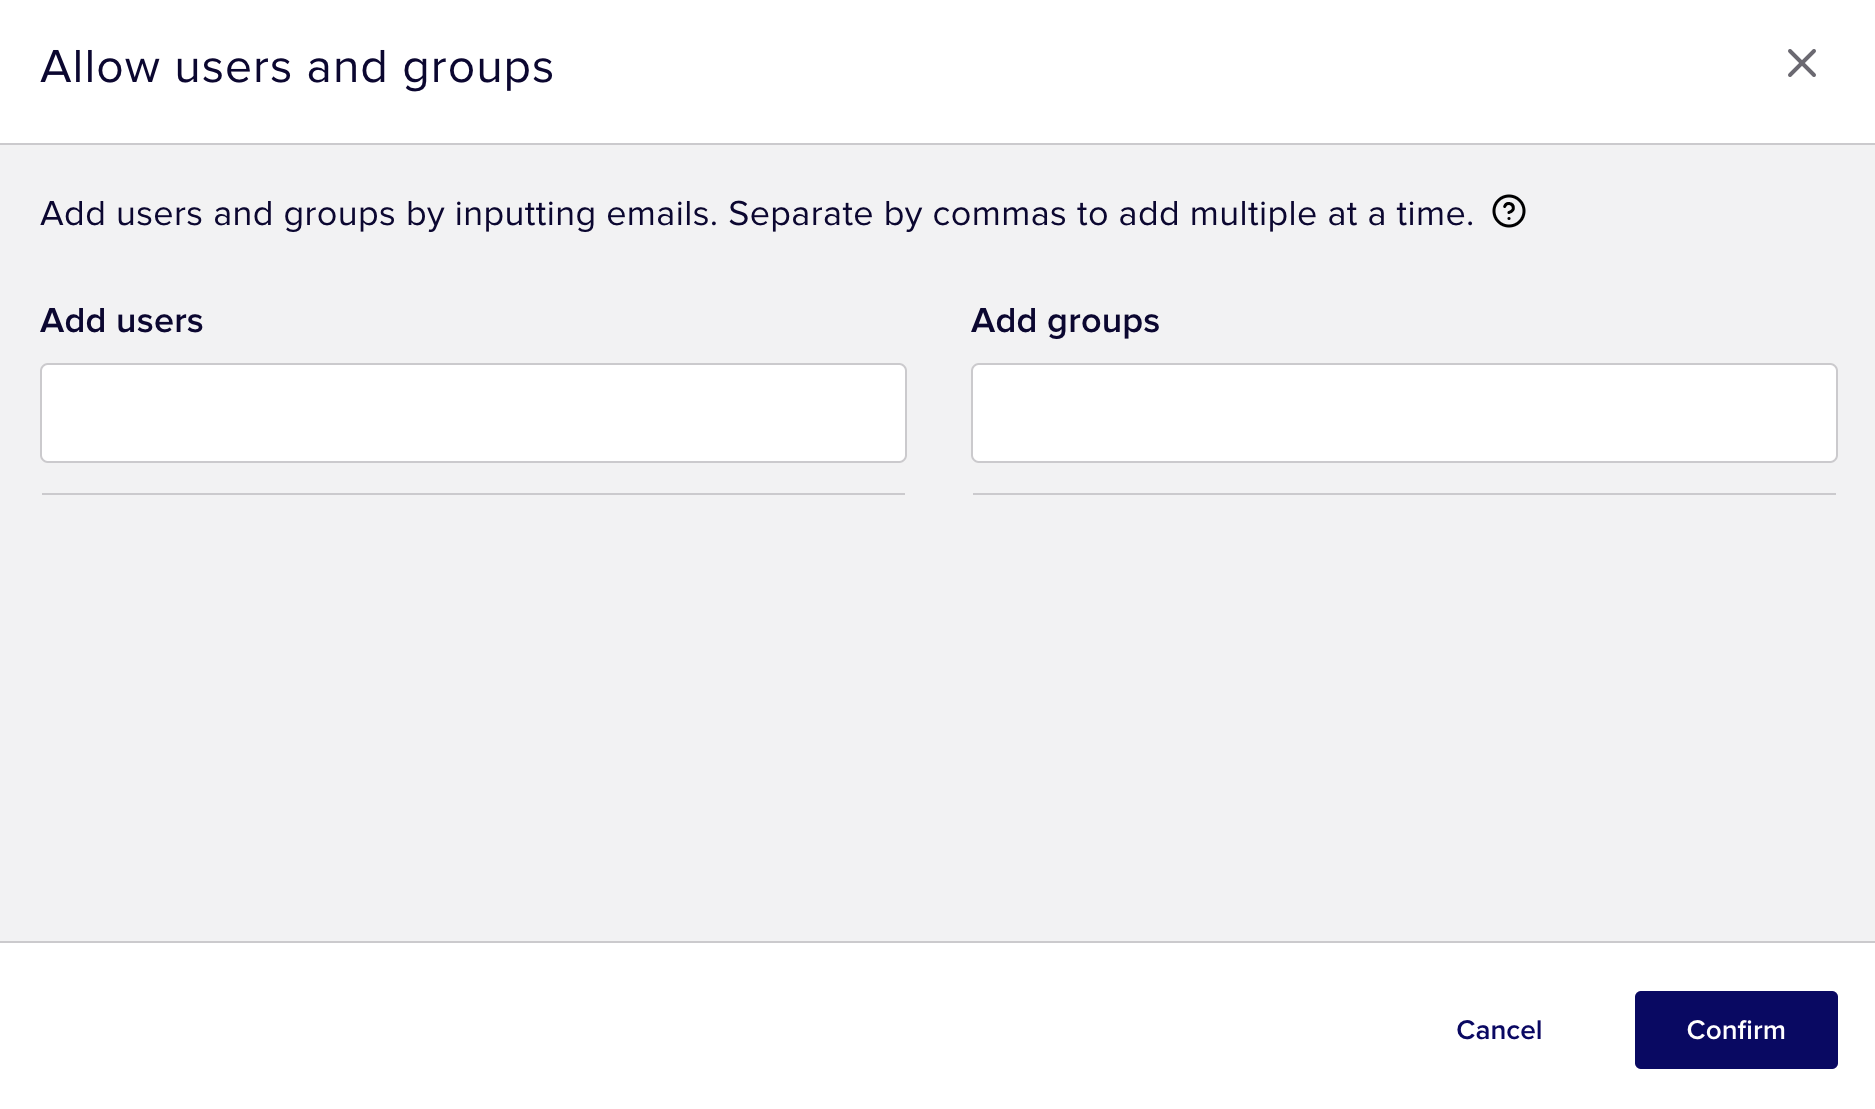 Allow users and groups
Add users and groups by inputting emails. Separate by commas to add multiple at a time.
Add users
Add groups
Cancel
Confirm